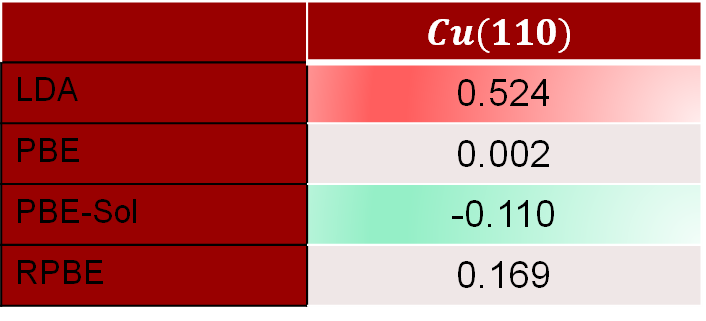 Cu(110)
LDA 0.524
PBE 0.002
PBE-Sol -0.110
RPBE 0.169